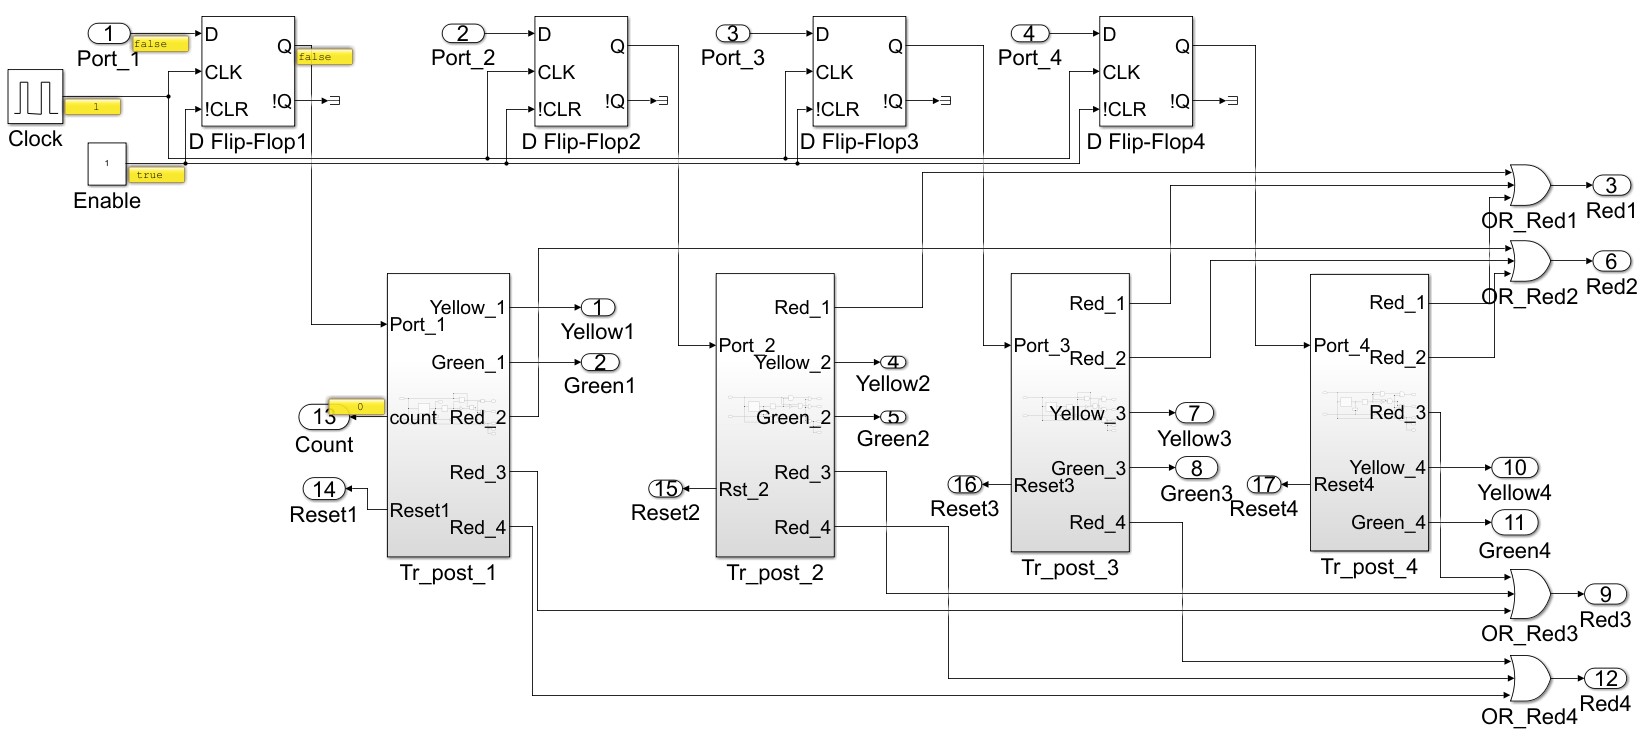 1
Port_1
false
D
CLK
!CLR
Q
!Q
false
D Flip-Flop1
2
Port_2
D
CLK
!CLR
Q
!Q
D Flip-Flop2
3
Port_3
D
CLK
!CLR
Q
!Q
D Flip-Flop3
4
Port_4
D
CLK
!CLR
Q
!Q
D Flip-Flop4
1
Clock
1
true
Enable
OR_Red1
3
Red1
OR_Red2
6
Red2
Port_1
count
Reset1
Yellow_1
Green_1
Red_2
Red_3
Red_4
Tr_post_1
1
Yellow1
2
Green1
0
13
Count
14
Reset1
Port_2
Rst_2
Red_1
Yellow_2
Green_2
Red_3
Red_4
Tr_post_2
4
Yellow2
5
Green2
15
Reset2
Port_3
Reset3
Red_1
Red_2
Yellow_3
Green_3
Red_4
Tr_post_3
7
Yellow3
8
Green3
16
Reset3
Port_4
Reset4
Red_1
Red_2
Red_3
Yellow_4
Green_4
Tr_post_4
10
Yellow4
11
Green4
17
Reset4
OR_Red3
9
Red3
OR_Red4
12
Red4